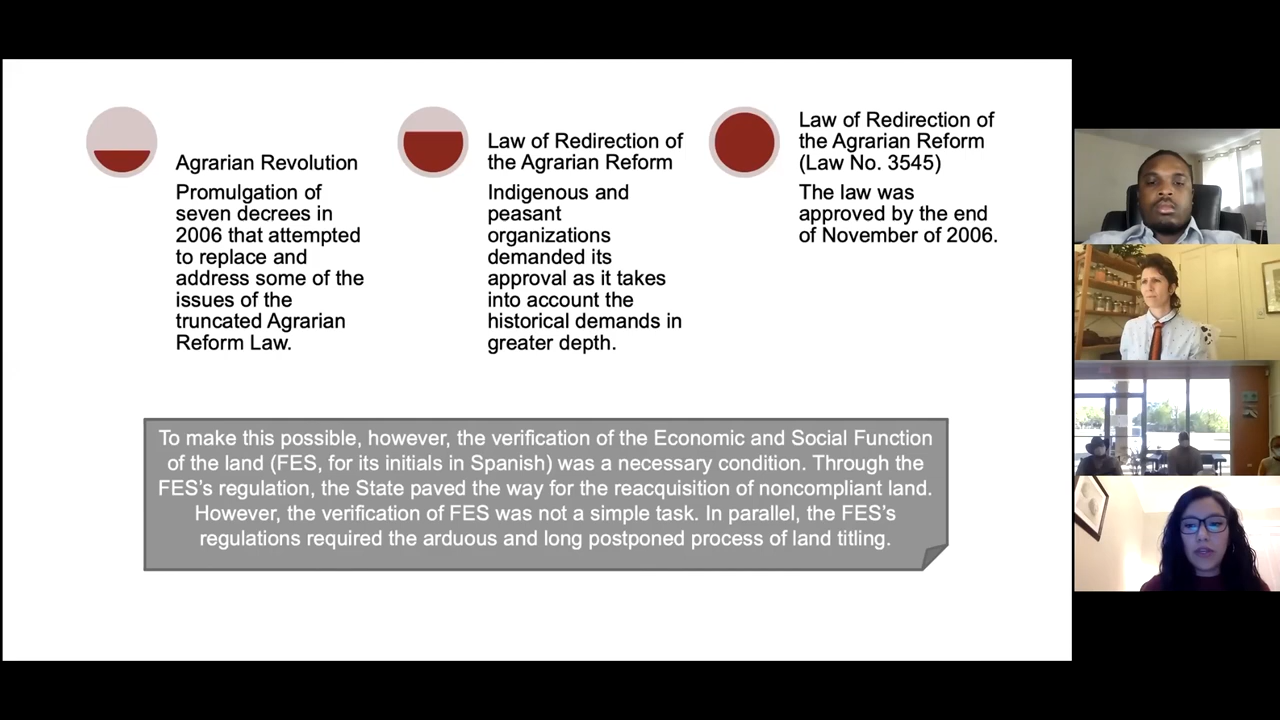 Agrarian Revolution
Promulgation of
seven decrees in
2006 that attempted
to replace and
address some of the
issues of the
truncated Agrarian
Reform Law.
Law of Redirection of
the Agrarian Reform
Indigenous and
peasant
organizations
demanded its
approval as it takes
into account the
historical demands in
greater depth.
Law of Redirection of
the Agrarian Reform
(Law No. 3545)
The law was
approved by the end
of November of 2006.
To make this possible, however, the verification of the Economic and Social Function
of the land (FES, for its initials in Spanish) was a necessary condition. Through the
FES's regulation, the State paved the way for the reacquisition of noncompliant land.
However, the verification of FES was not a simple task. In parallel, the FES's
regulations required the arduous and long postponed process of land titling.